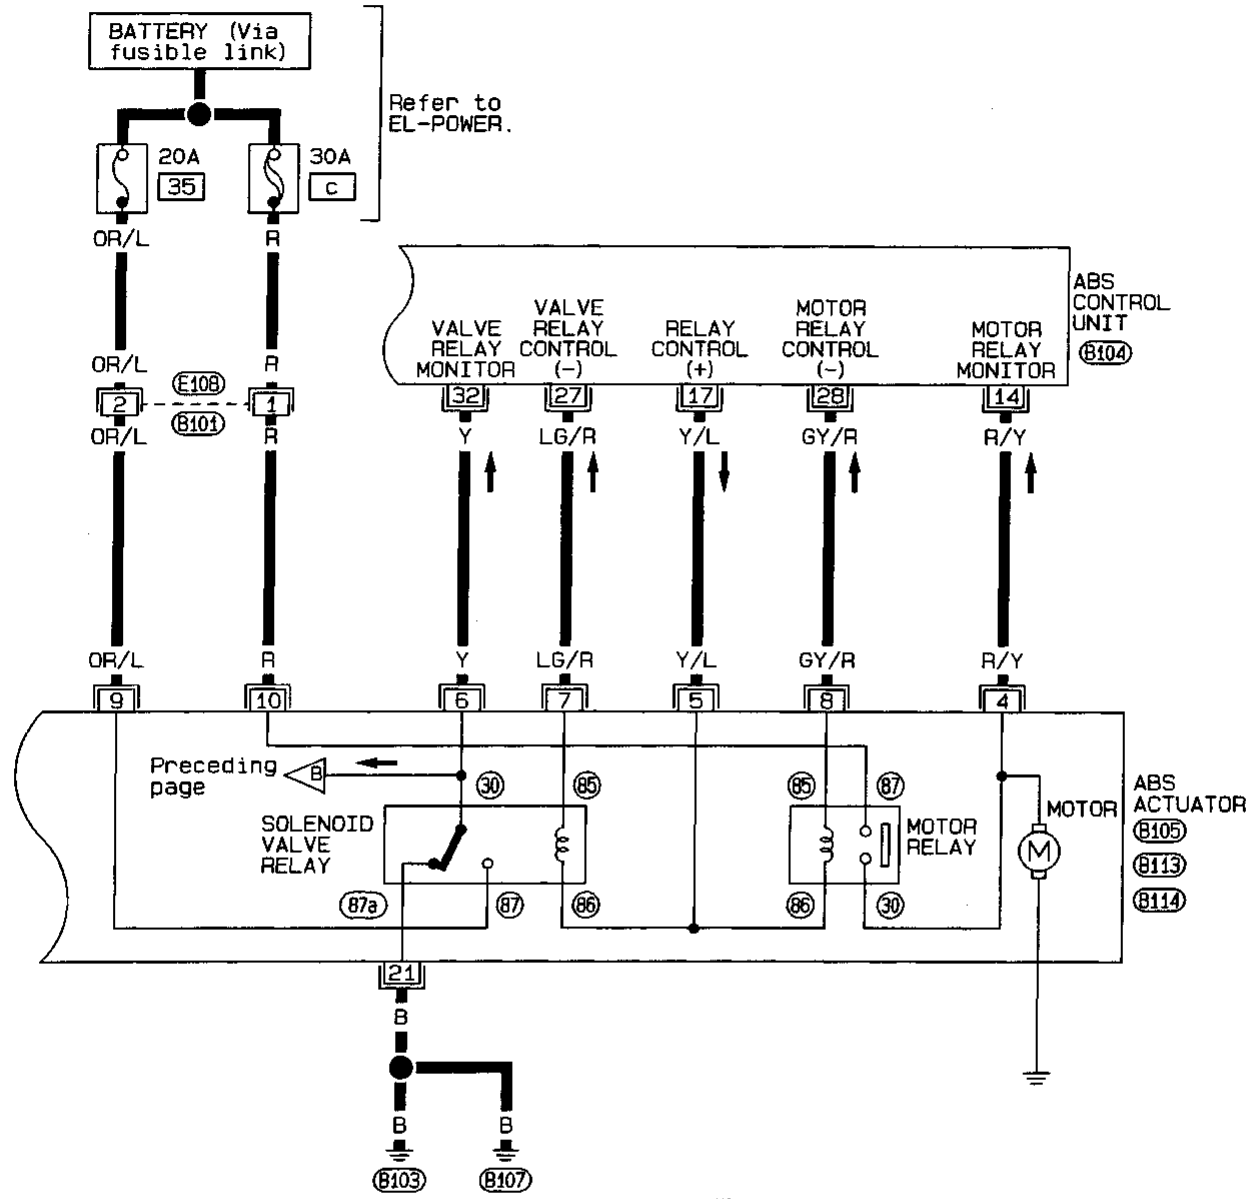 BATTERY (Via
fusible link)
Refer to
EL-POWER.
20A
35
30A
C
OR/L
R
ABS
CONTROL
UNIT
B104
VALVE
RELAY
MONITOR
VALVE
RELAY
CONTROL
(-)
RELAY
CONTROL
(+)
MOTOR
RELAY
CONTROL
(-)
MOTOR
RELAY
MONITOR
OR/L
R
2
E108
B101
1
32
27
17
28
14
OR/L
R
Y
LG/R
Y/L
GY/R
R/Y
OR/L
R
Y
LG/R
Y/L
GY/R
R/Y
9
10
6
7
5
8
4
Preceding
page
B
30
85
85
87
SOLENOID
VALVE
RELAY
MOTOR
RELAY
MOTOR
M
ABS
ACTUATOR
B105
B113
B114
87a
87
86
86
30
21
B
B
B
B103
B107